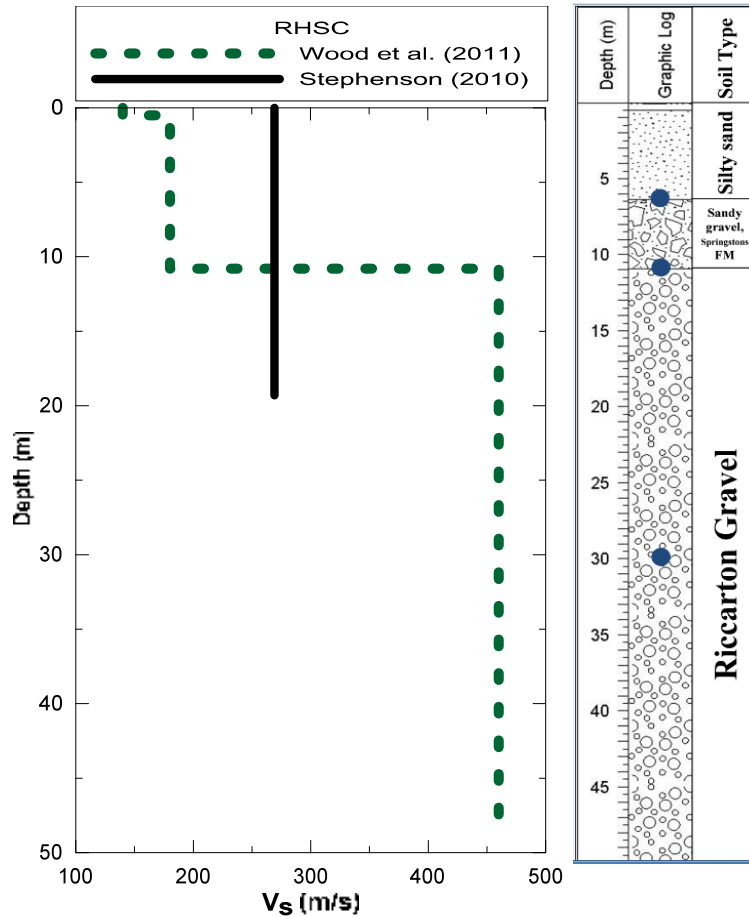 RHSC
Wood et al. (2011)
Stephenson (2010)
0
10
20
30
40
50
Depth (m)
100
200
300
400
500
Vs (m/s)
Depth (m)
Graphic Log
Soil Type
5
10
15
20
25
30
35
40
45
Silty sand
Sandy
gravel,
Springstons
FM
Riccarton Gravel